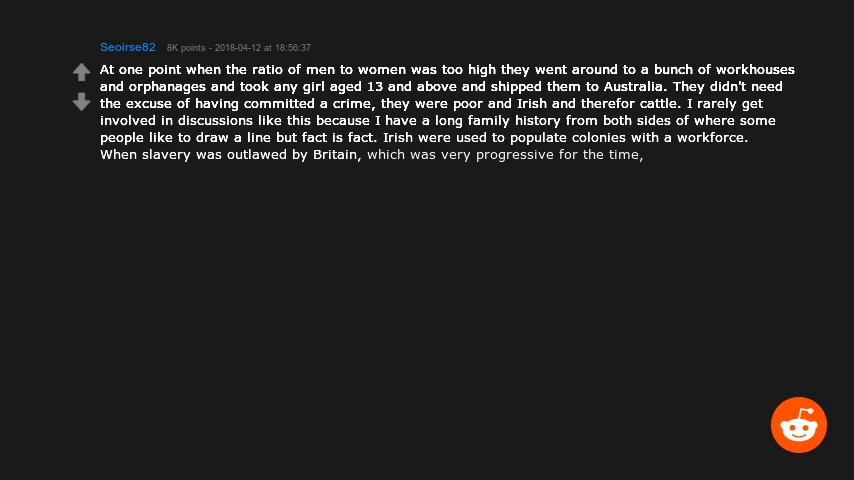 Seoirse82 8K points - 2018-04-12 at 18:56:37
At one point when the ratio of men to women was too high they went around to a bunch of workhouses
and orphanages and took any girl aged 13 and above and shipped them to Australia. They didn't need
the excuse of having committed a crime, they were poor and Irish and therefor cattle. I rarely get
involved in discussions like this because I have a long family history from both sides of where some
people like to draw a line but fact is fact. Irish were used to populate colonies with a workforce.
When slavery was outlawed by Britain, which was very progressive for the time,